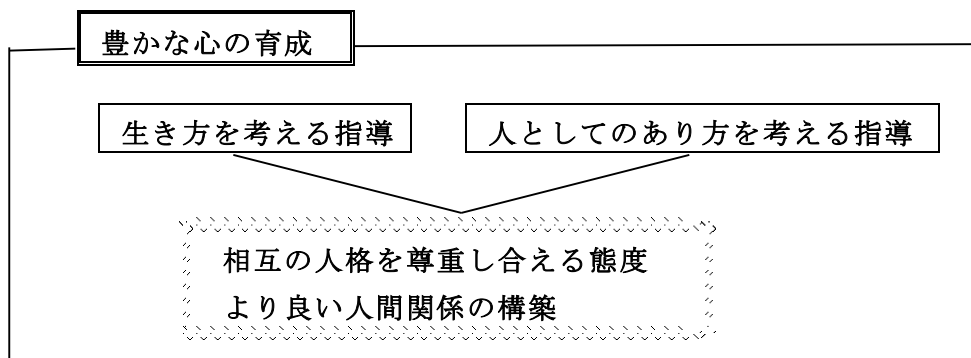 豊かな心の育成
生き方を考える指導
人としてのあり方を考える指導
相互の人格を尊重し合える態度
より良い人間関係の構築